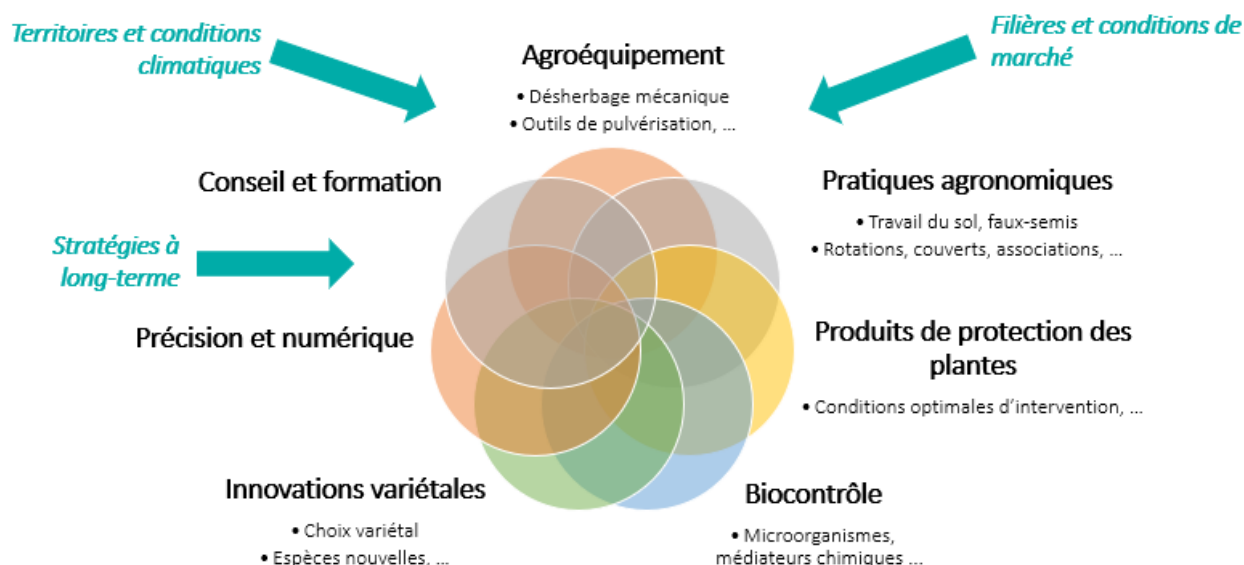 Territoires et conditions
climatiques
Filières et conditions de
marché
Agroéquipement
• Désherbage mécanique
• Outils de pulvérisation, ...
Conseil et formation
Pratiques agronomiques
• Travail du sol, faux-semis
• Rotations, couverts, associations, ...
Stratégies à
long-terme
Précision et numérique
Produits de protection des
plantes
• Conditions optimales d'intervention, ...
Innovations variétales
• Choix variétal
• Espèces nouvelles, ...
Biocontrôle
• Microorganismes,
médiateurs chimiques ...